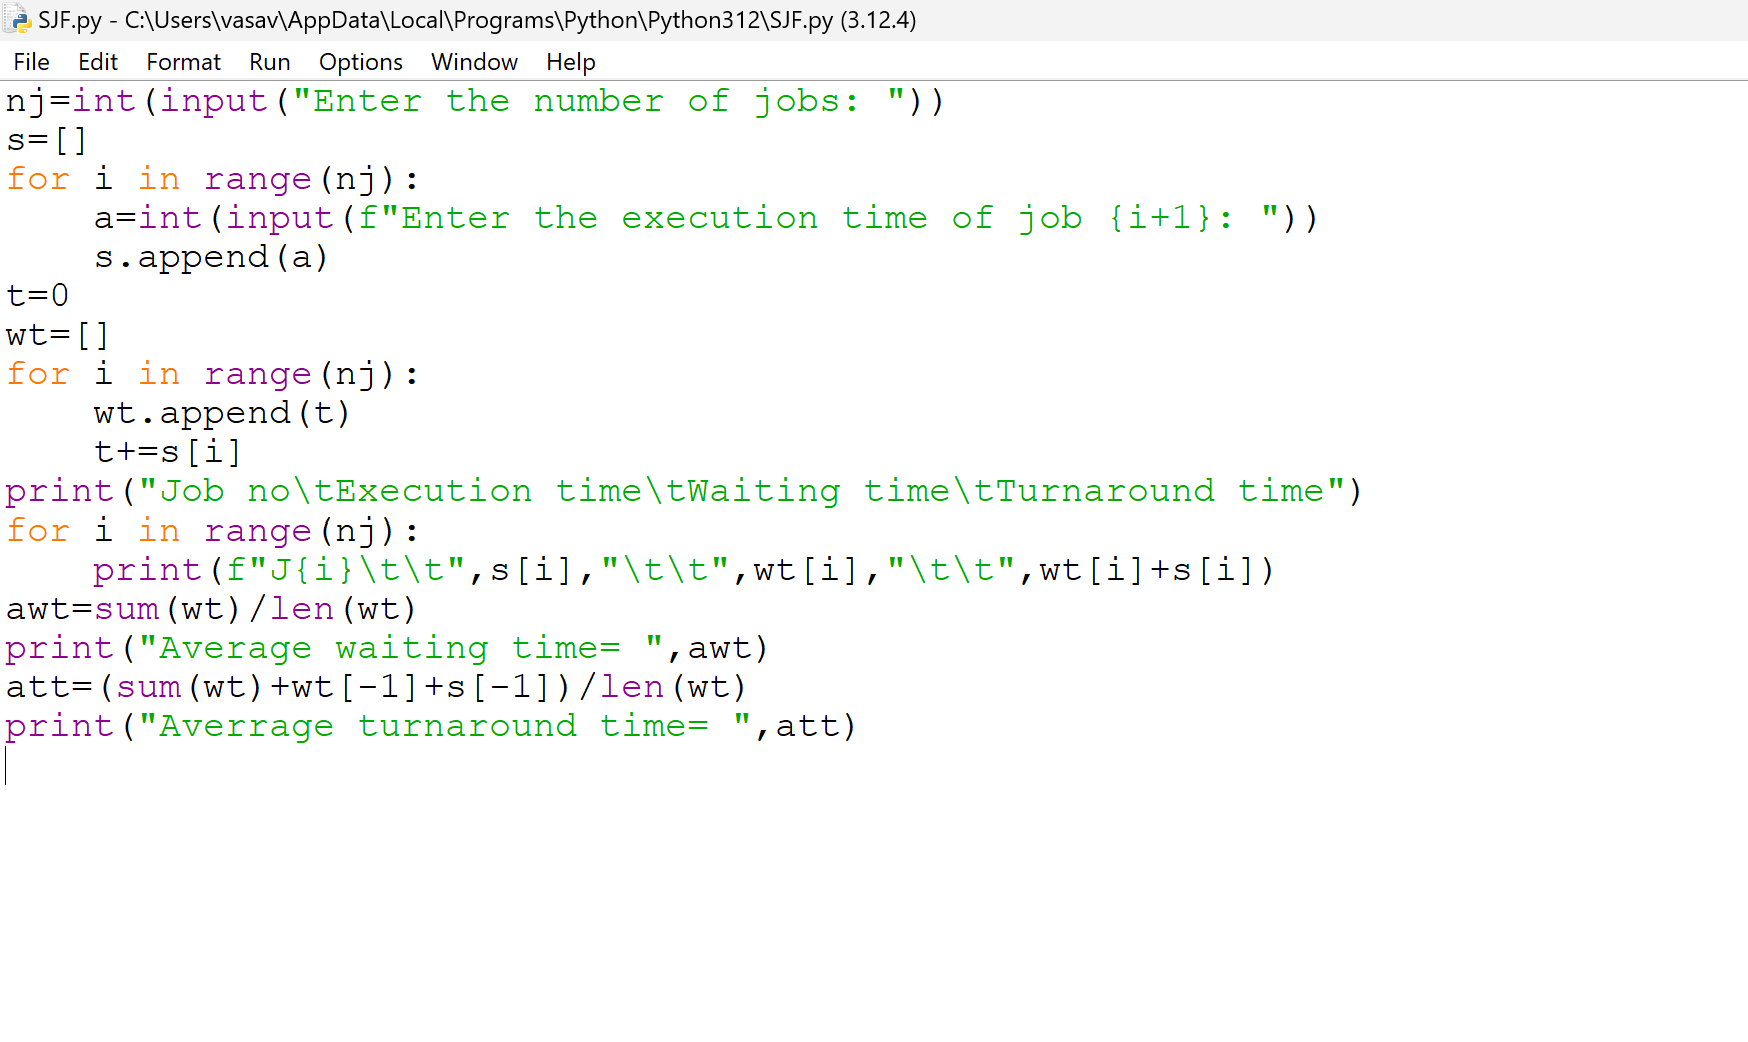 SJF.py - C:\Users\vasav\AppData\Local\Programs\Python\Python312\SJF.py (3.12.4)
File Edit Format Run Options Window Help
nj=int(input("Enter the number of jobs: "))
s=[]
for i in range(nj):
    a=int(input(f"Enter the execution time of job {i+1}: "))
    s.append(a)
t=0
wt=[]
for i in range(nj):
    wt.append(t)
    t+=s[i]
print("Job no\tExecution time\tWaiting time\tTurnaround time")
for i in range(nj):
    print(f"J{i}\t\t",s[i],"\t\t",wt[i],"\t\t",wt[i]+s[i])
awt=sum(wt)/len(wt)
print("Average waiting time= ",awt)
att=(sum(wt)+wt[-1]+s[-1])/len(wt)
print("Averrage turnaround time= ",att)